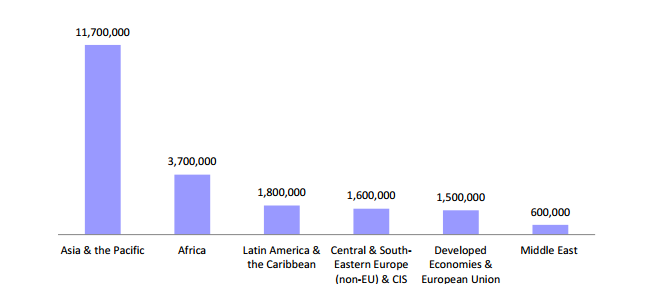 11,700,000
3,700,000
1,800,000
1,600,000
1,500,000
600,000
Asia & the Pacific
Africa
Latin America &
the Caribbean
Central & South-
Eastern Europe
(non-EU) & CIS
Developed
Economies &
European Union
Middle East